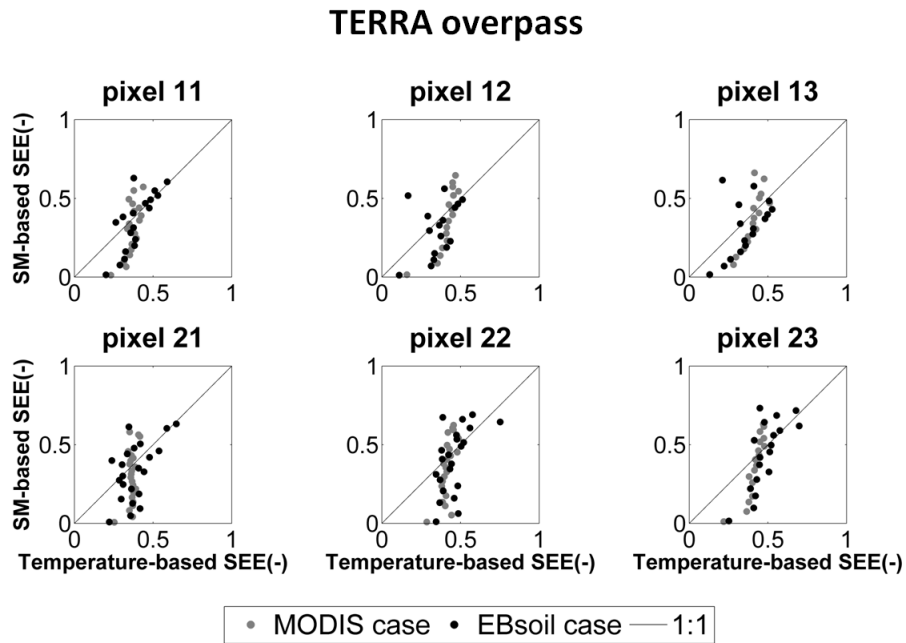 TERRA overpass
pixel 11 pixel 12 pixel 13
1 1 1
SM-based SEE(-)
0.5 0.5 0.5
0 0 0
0 0.5 1 0 0.5 1 0 0.5 1
pixel 21 pixel 22 pixel 23
1 1 1
SM-based SEE(-)
0.5 0.5 0.5
0 0 0
0 0.5 1 0 0.5 1 0 0.5 1
Temperature-based SEE(-) Temperature-based SEE(-) Temperature-based SEE(-)
MODIS case EBsoil case 1:1